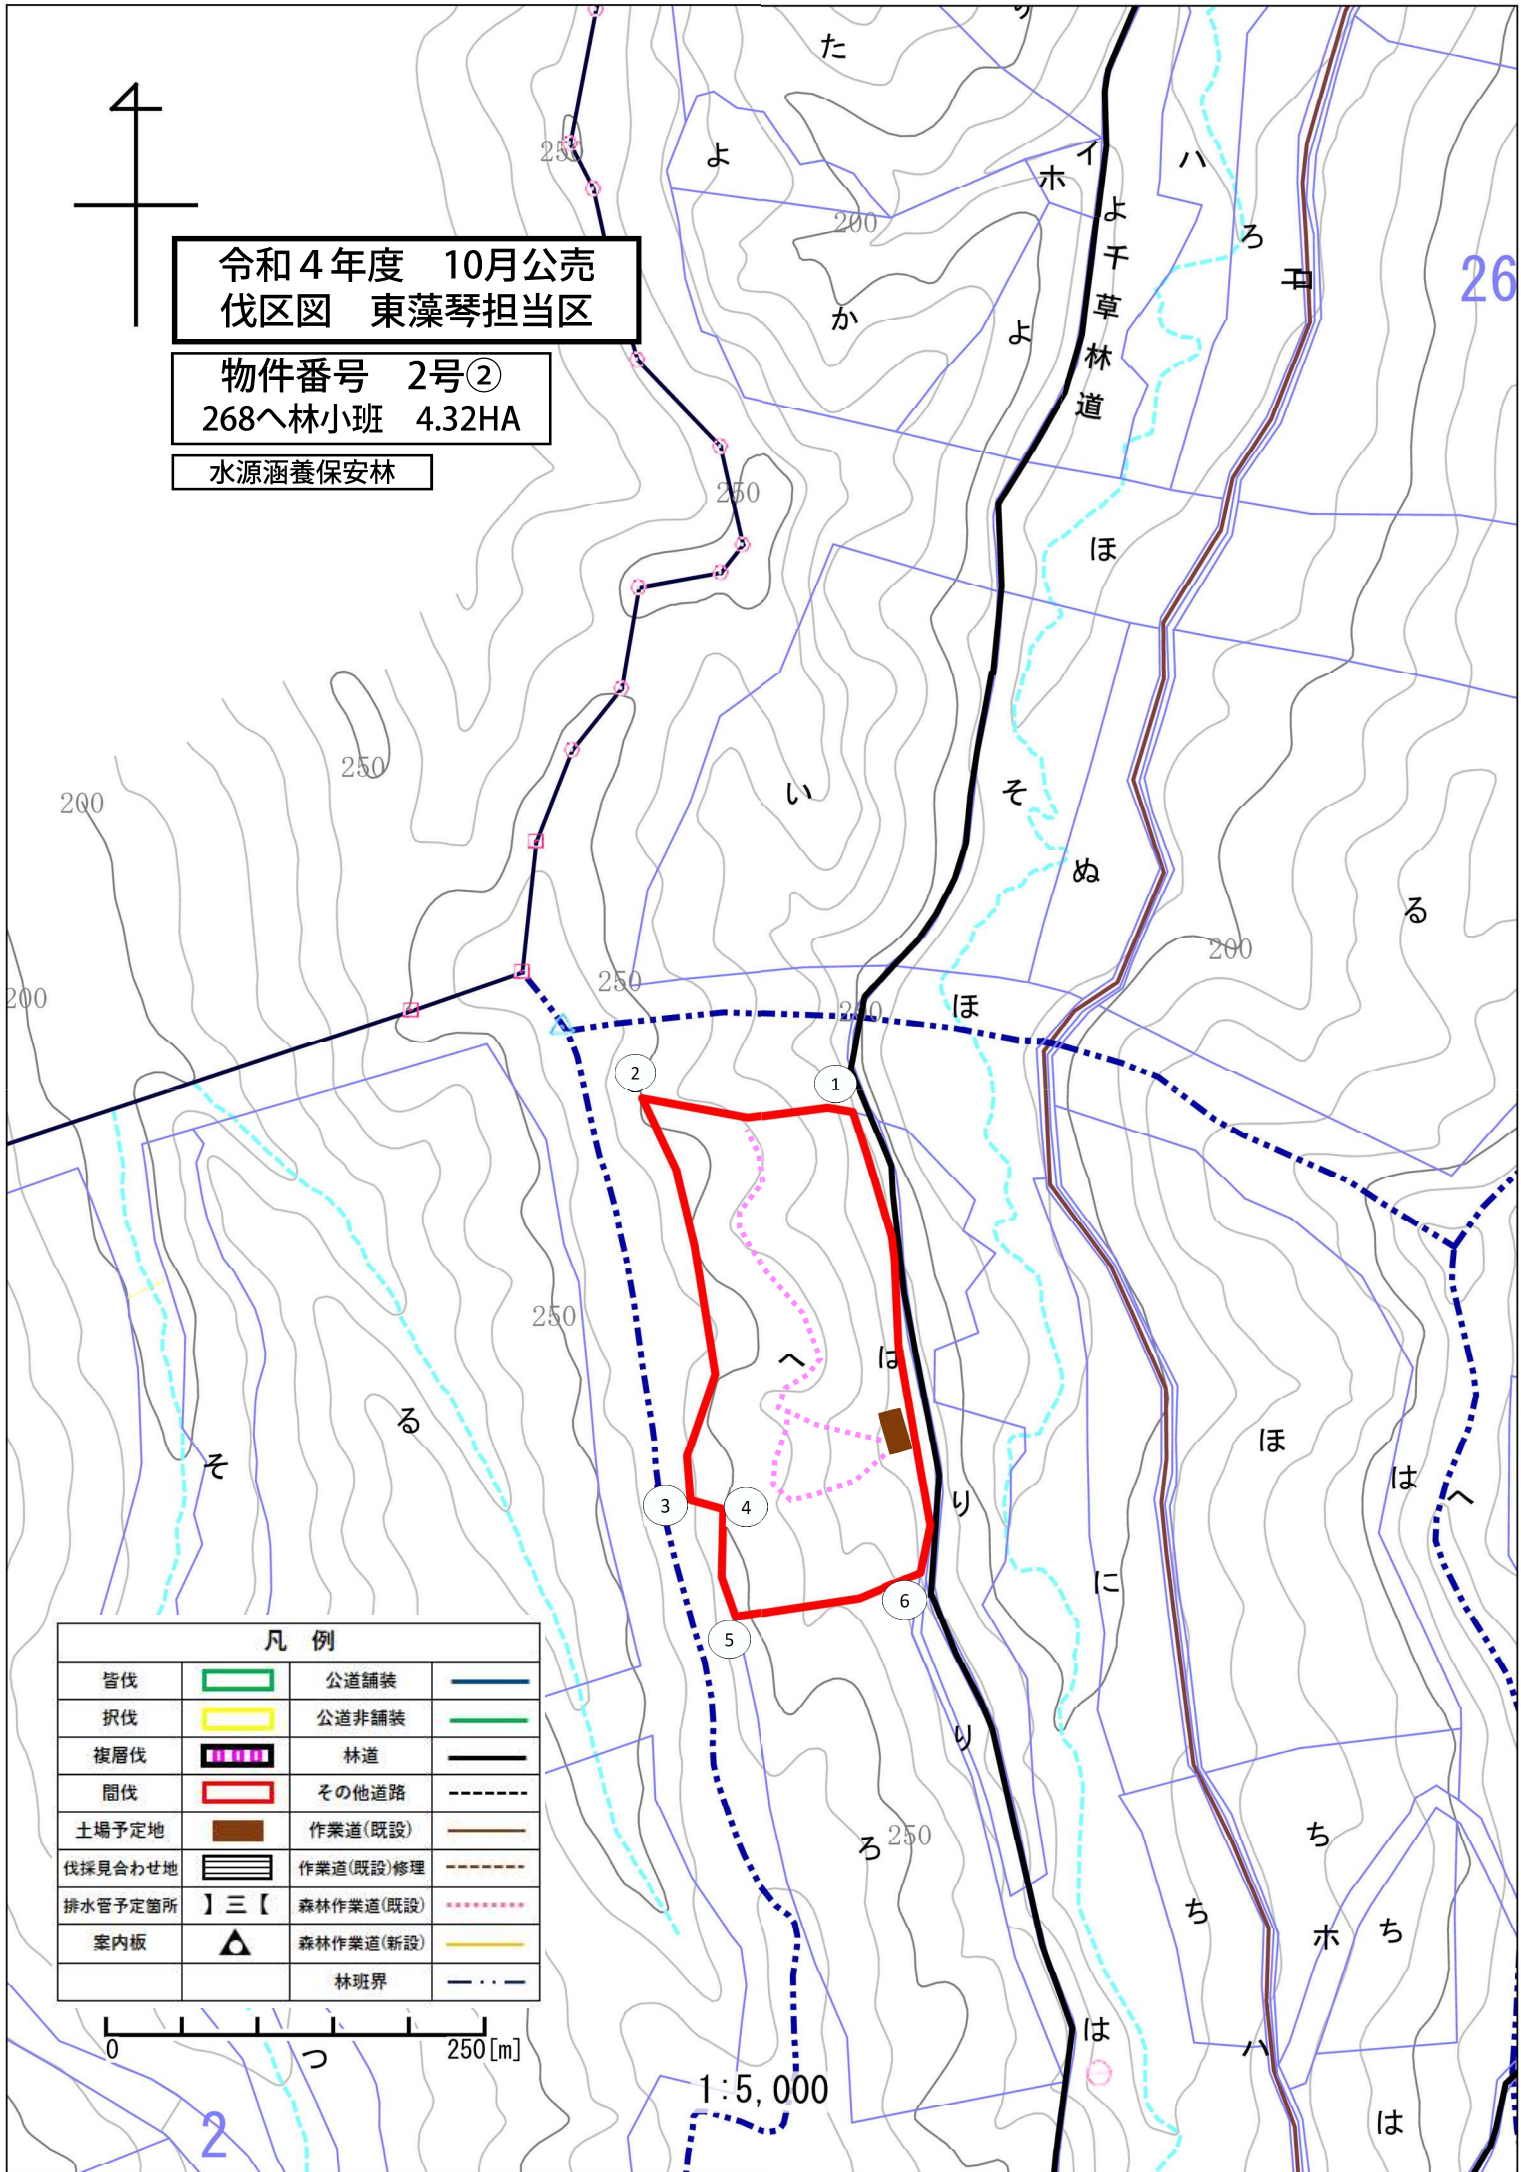 り
た
250
よ
イ
ホ
ハ
よ
200
ろ
千草林道
26
令和４年度　10月公売
伐区図　東藻琴担当区
か
よ
物件番号　2号②
268へ林小班　4.32HA
水源涵養保安林
250
ほ
250
200
い
そ
ぬ
る
200
250
200
200
ほ
2
1
250
へ
は
る
そ
ほ
は
へ
り
3
4
に
6
5
凡　例
皆伐　公道舗装
択伐　公道非舗装
複層伐　林道
間伐　その他道路
土場予定地　作業道(既設)
伐採見合わせ地　作業道(既設)修理
排水管予定箇所　】三【　森林作業道(既設)
案内板　森林作業道(新設)
林班界
り
ろ
250
ち
ち
ホ
ち
0
250[m]
つ
は
ハ
1:5,000
2
は